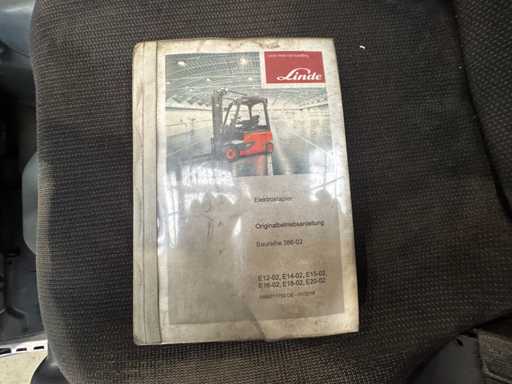 Linde
Elektrostapler
Originalbetriebsanleitung
Baureihe 386-02
E12-02, E14-02, E15-02,
E16-02, E18-02, E20-02